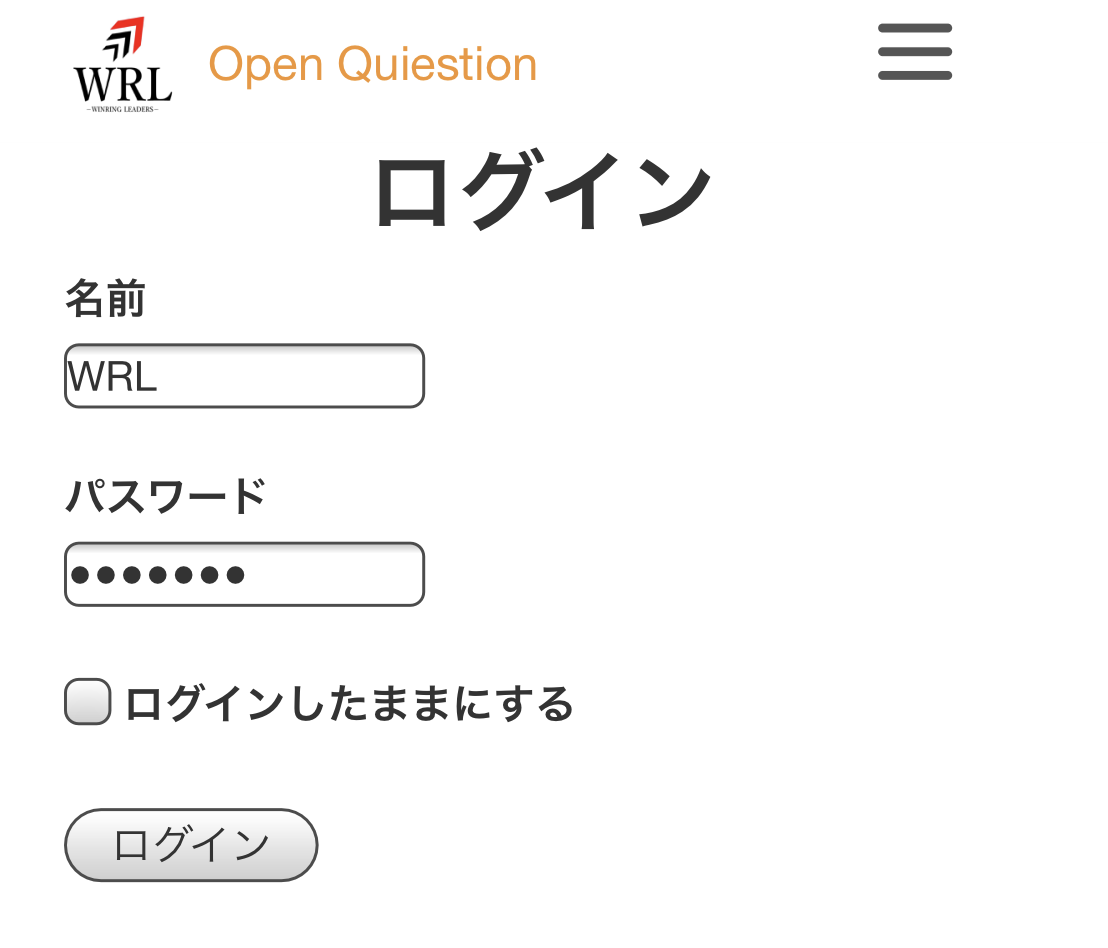 WRL
-WINRING LEADERS-
Open Quiestion
ログイン
名前
WRL
パスワード
ログインしたままにする
ログイン